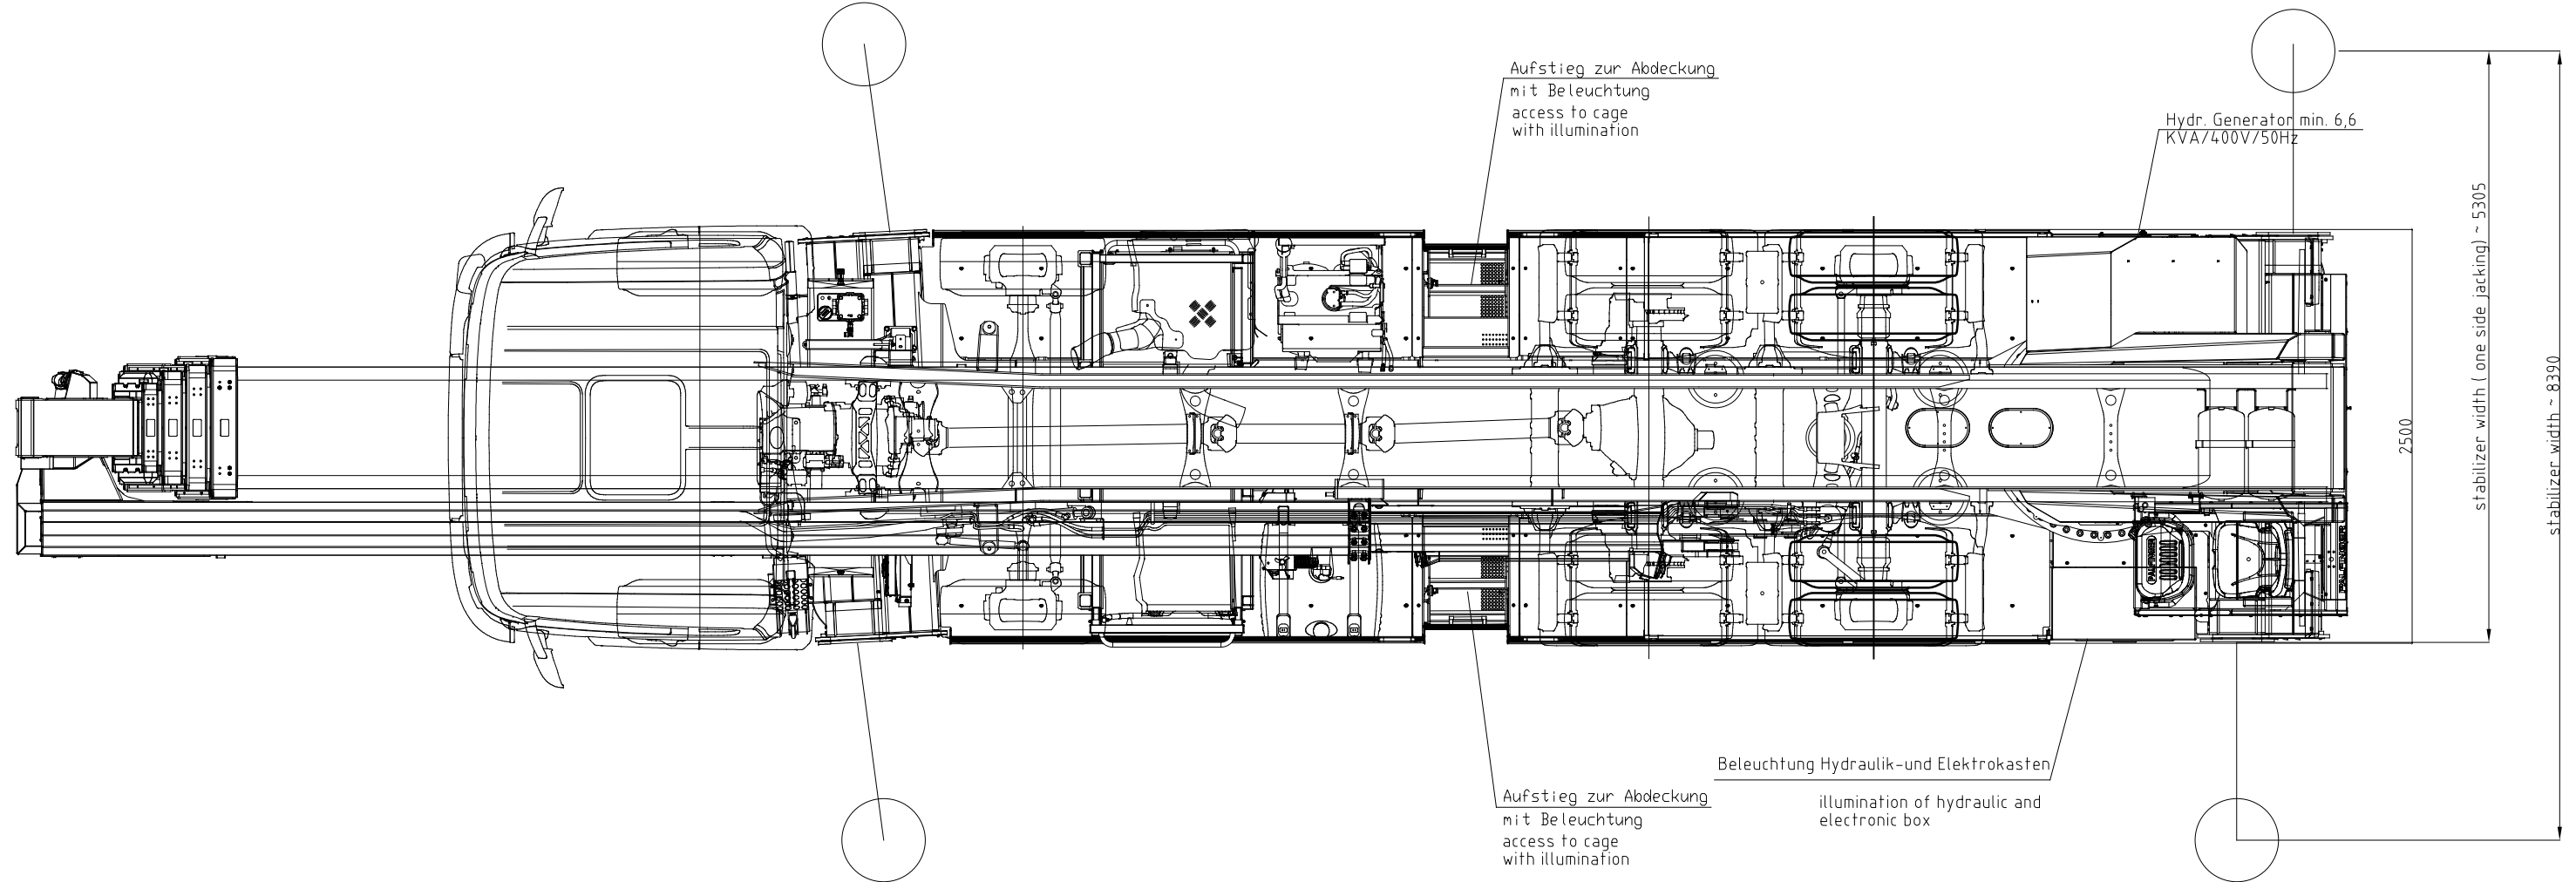 Aufstieg zur Abdeckung
mit Beleuchtung
access to cage
with illumination
Hydr. Generator min. 6,6
KVA/400V/50Hz
stabilizer width ( one side jacking) ~ 5305
stabilizer width ~ 8390
2500
PALFINGER
PALFINGER
Beleuchtung Hydraulik-und Elektrokasten
illumination of hydraulic and
electronic box
Aufstieg zur Abdeckung
mit Beleuchtung
access to cage
with illumination